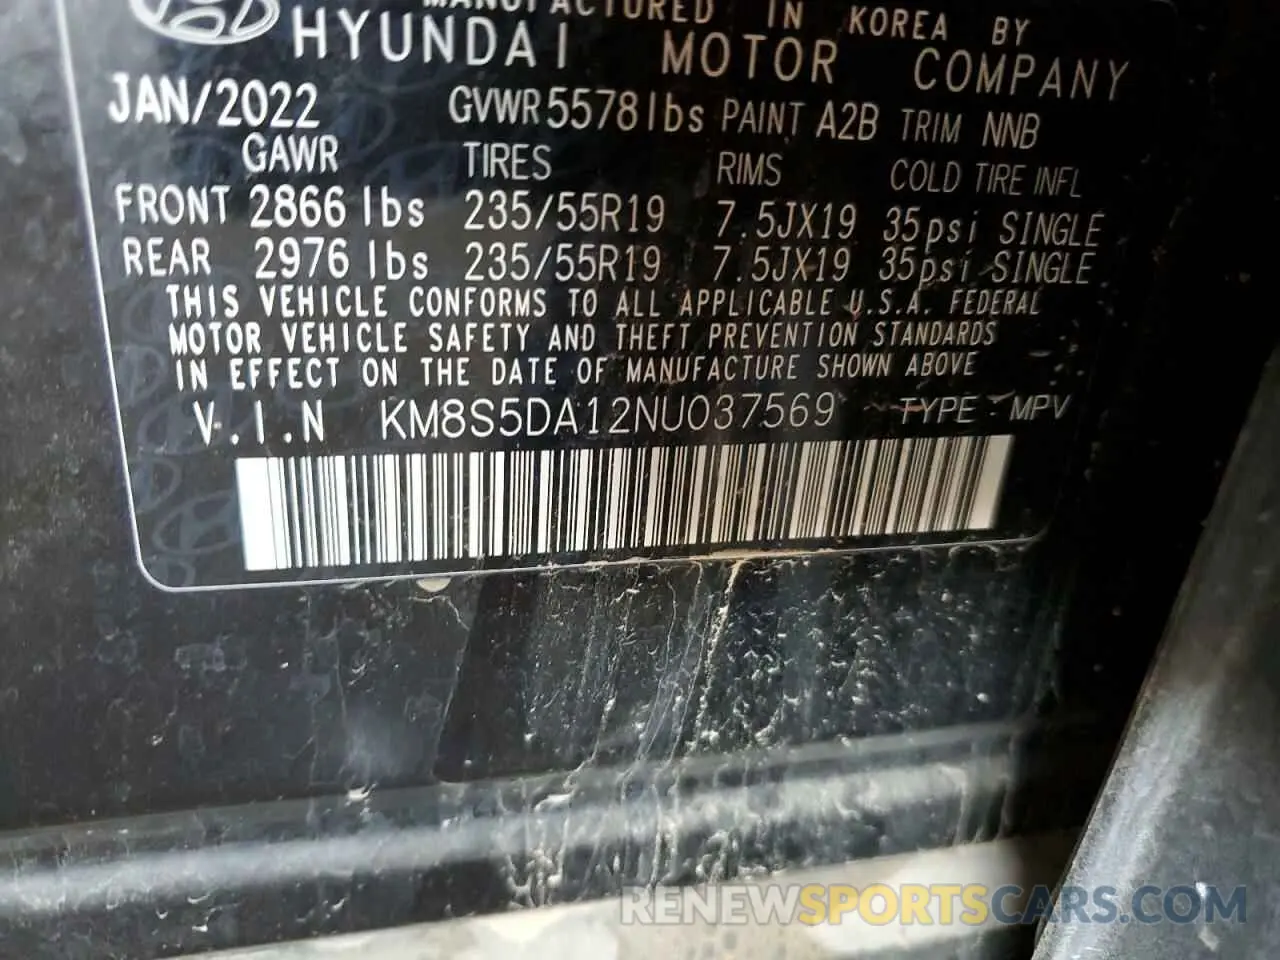 MANUFACTURED IN KOREA BY
HYUNDAI MOTOR COMPANY
JAN/2022 GVWR 5578lbs PAINT A2B TRIM NNB
GAWR TIRES RIMS COLD TIRE INFL
FRONT 2866 lbs 235/55R19 7.5JX19 35psi SINGLE
REAR 2976 lbs 235/55R19 7.5JX19 35psi SINGLE
THIS VEHICLE CONFORMS TO ALL APPLICABLE U.S.A. FEDERAL
MOTOR VEHICLE SAFETY AND THEFT PREVENTION STANDARDS
IN EFFECT ON THE DATE OF MANUFACTURE SHOWN ABOVE
V.I.N KM8S5DA12NU037569 TYPE : MPV
RENEWSPORTSCARS.COM